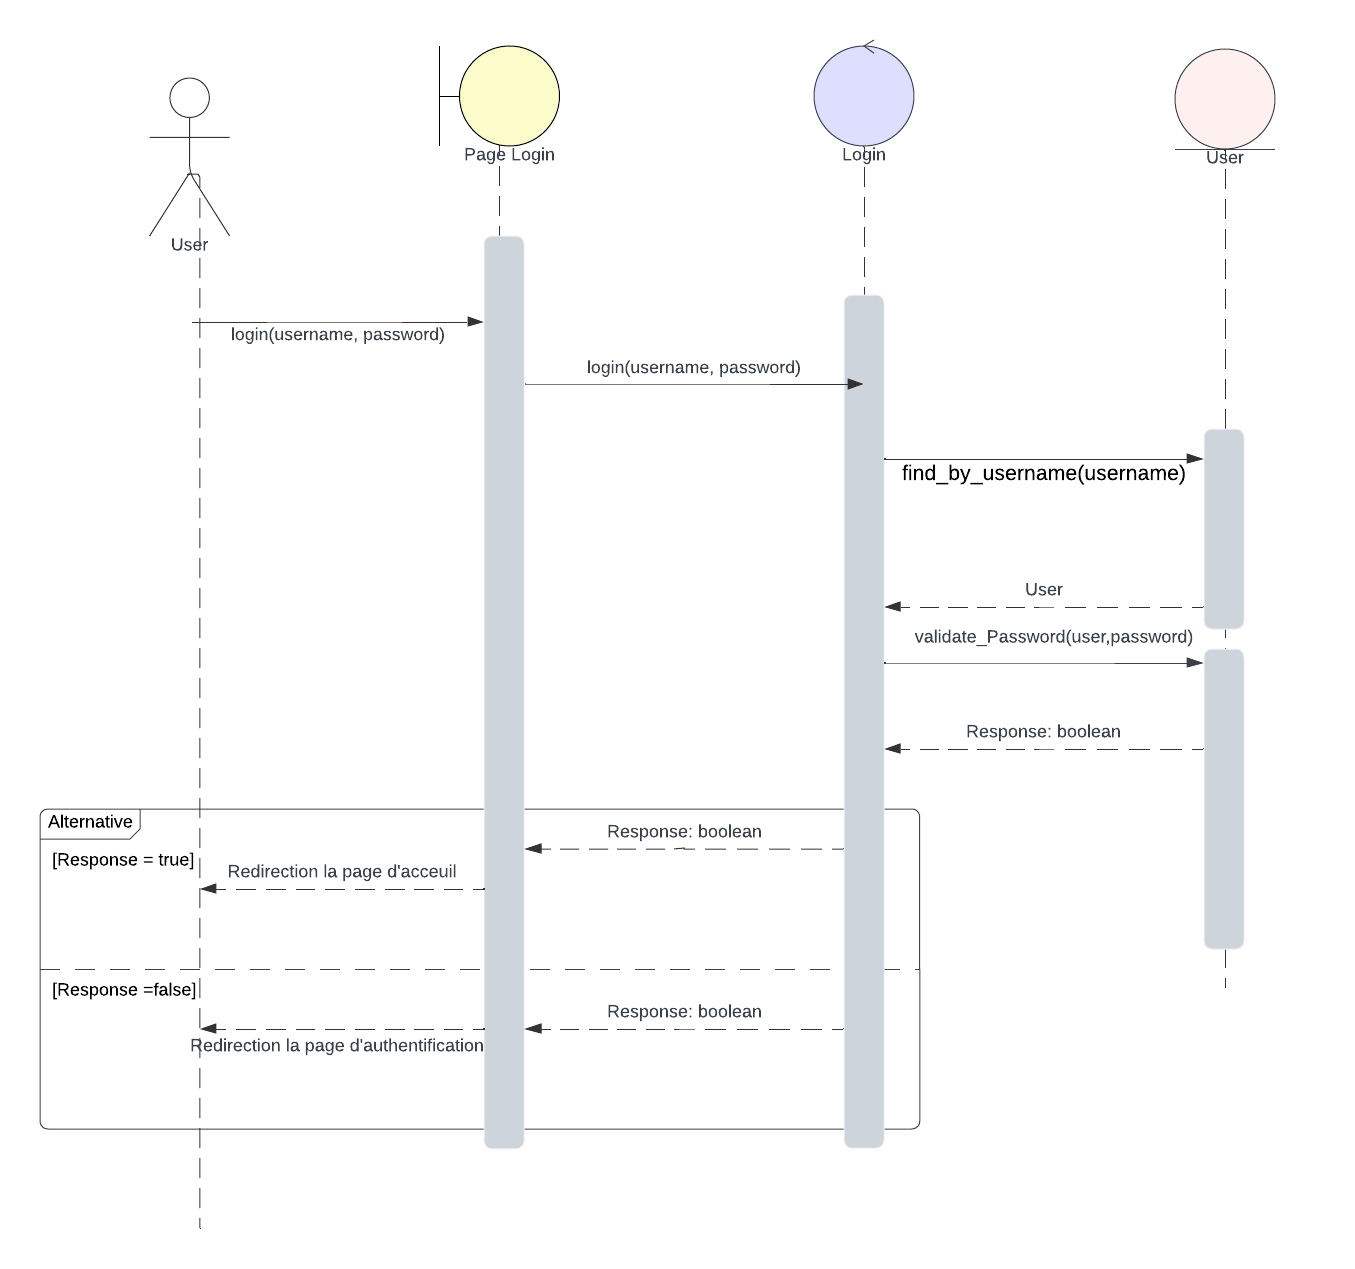 Page Login
Login
User
User
login(username, password)
login(username, password)
find_by_username(username)
User
validate_Password(user,password)
Response: boolean
Alternative
Response: boolean
[Response = true]
Redirection la page d'acceuil
[Response =false]
Response: boolean
Redirection la page d'authentification